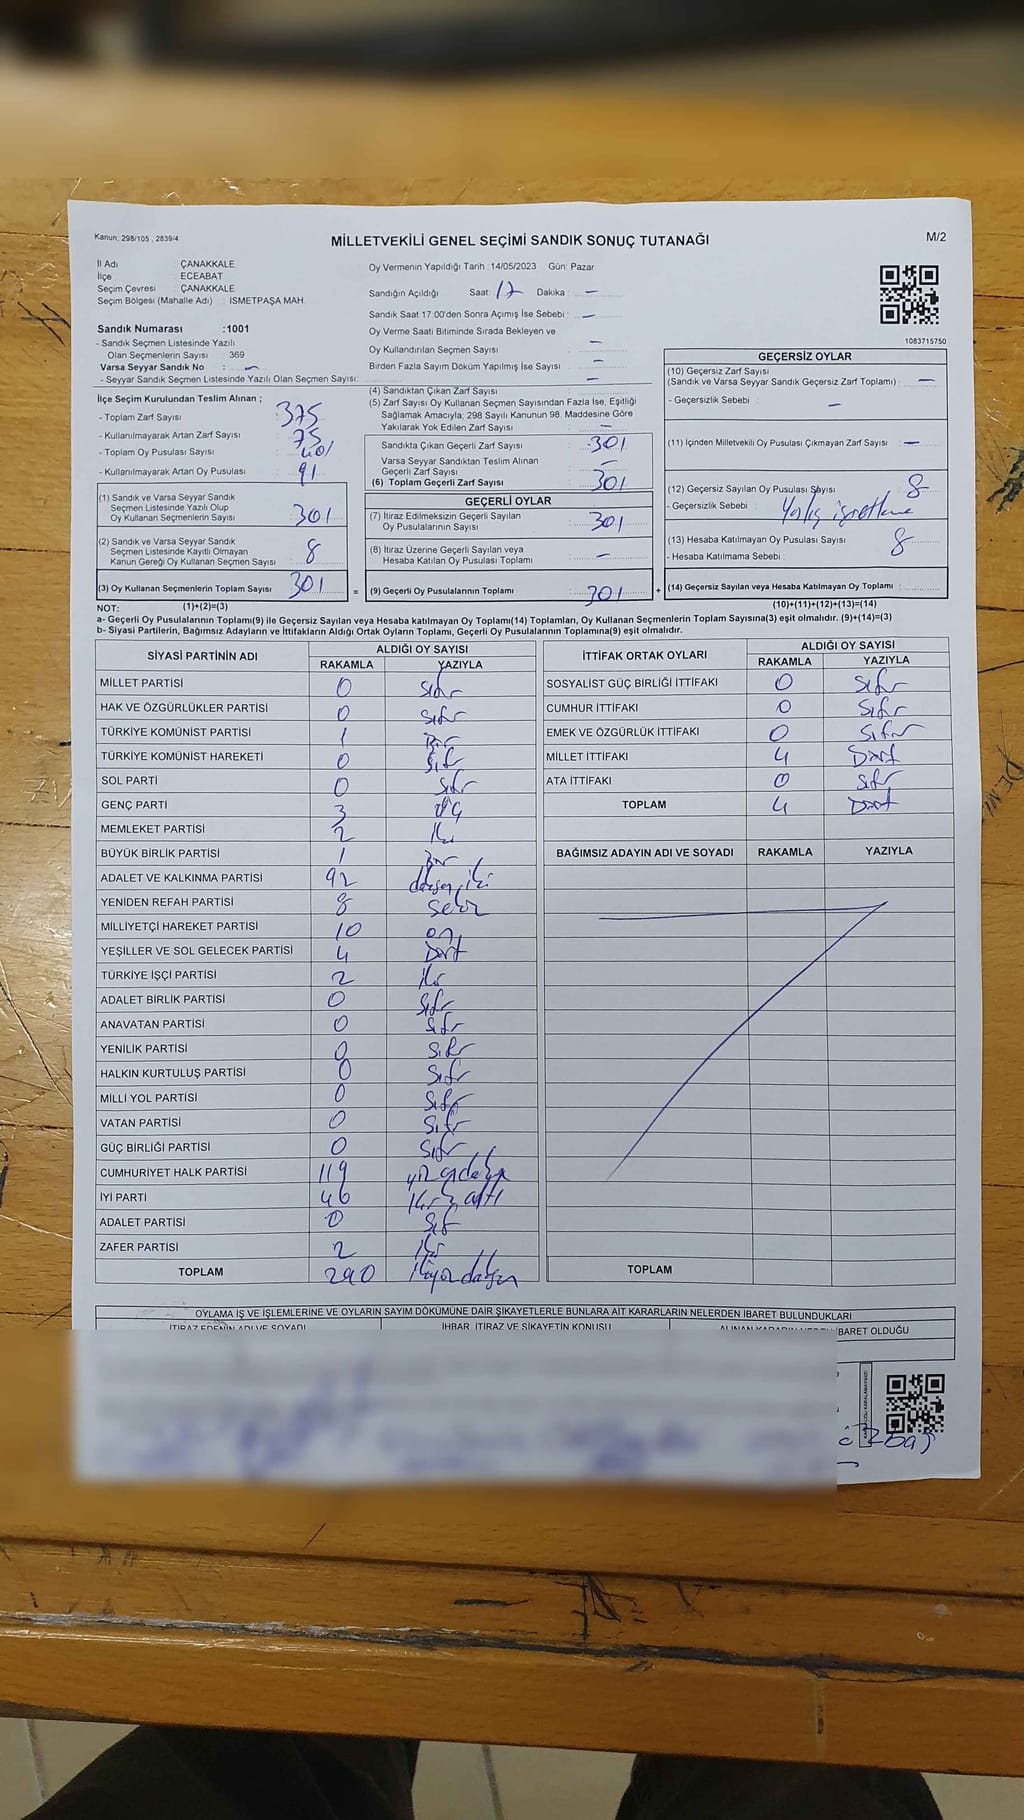 Kanun: 298/105 , 2839/4
MİLLETVEKİLİ GENEL SEÇİMİ SANDIK SONUÇ TUTANAĞI
M/2
İl Adı ÇANAKKALE
İlçe ECEABAT
Seçim Çevresi : ÇANAKKALE
Seçim Bölgesi (Mahalle Adı) : İSMETPAŞA MAH.
Sandık Numarası :1001
- Sandık Seçmen Listesinde Yazılı
Olan Seçmenlerin Sayısı 369
Varsa Seyyar Sandık No : –
- Seyyar Sandık Seçmen Listesinde Yazılı Olan Seçmen Sayısı: –
Oy Vermenin Yapıldığı Tarih :14/05/2023 Gün: Pazar
Sandığın Açıldığı Saat: 17 Dakika : –
Sandık Saat 17:00'den Sonra Açımış İse Sebebi : –
Oy Verme Saati Bitiminde Sırada Bekleyen ve
Oy Kullandırılan Seçmen Sayısı : –
Birden Fazla Sayım Döküm Yapılmış İse Sayısı : –
1083715750
İlçe Seçim Kurulundan Teslim Alınan ;
- Toplam Zarf Sayısı : 375
- Kullanılmayarak Artan Zarf Sayısı : 75
- Toplam Oy Pusulası Sayısı : 401
- Kullanılmayarak Artan Oy Pusulası : 91
(1) Sandık ve Varsa Seyyar Sandık
Seçmen Listesinde Yazılı Olup
Oy Kullanan Seçmenlerin Sayısı : 301
(2) Sandık ve Varsa Seyyar Sandık
Seçmen Listesinde Kayıtlı Olmayan
Kanun Gereği Oy Kullanan Seçmen Sayısı : 8
(3) Oy Kullanan Seçmenlerin Toplam Sayısı : 301
(1)+(2)=(3)
(4) Sandıktan Çıkan Zarf Sayısı :
(5) Zarf Sayısı Oy Kullanan Seçmen Sayısından Fazla İse, Eşitliği
Sağlamak Amacıyla; 298 Sayılı Kanunun 98. Maddesine Göre
Yakılarak Yok Edilen Zarf Sayısı : –
Sandıkta Çıkan Geçerli Zarf Sayısı : 301
Varsa Seyyar Sandıktan Teslim Alınan
Geçerli Zarf Sayısı : –
(6) Toplam Geçerli Zarf Sayısı : 301
GEÇERLİ OYLAR
(7) İtiraz Edilmeksizin Geçerli Sayılan
Oy Pusulalarının Sayısı : 301
(8) İtiraz Üzerine Geçerli Sayılan veya
Hesaba Katılan Oy Pusulası Toplamı : –
= (9) Geçerli Oy Pusulalarının Toplamı : 301 +
GEÇERSİZ OYLAR
(10) Geçersiz Zarf Sayısı
(Sandık ve Varsa Seyyar Sandık Geçersiz Zarf Toplamı) : –
- Geçersizlik Sebebi : –
(11) İçinden Milletvekili Oy Pusulası Çıkmayan Zarf Sayısı : –
(12) Geçersiz Sayılan Oy Pusulası Sayısı : 8
- Geçersizlik Sebebi :
(13) Hesaba Katılmayan Oy Pusulası Sayısı : 8
- Hesaba Katılmama Sebebi :
(14) Geçersiz Sayılan veya Hesaba Katılmayan Oy Toplamı :
(10)+(11)+(12)+(13)=(14)
NOT:
a- Geçerli Oy Pusulalarının Toplamı(9) ile Geçersiz Sayılan veya Hesaba katılmayan Oy Toplamı(14) Toplamları, Oy Kullanan Seçmenlerin Toplam Sayısına(3) eşit olmalıdır. (9)+(14)=(3)
b- Siyasi Partilerin, Bağımsız Adayların ve İttifakların Aldığı Ortak Oyların Toplamı, Geçerli Oy Pusulalarının Toplamına(9) eşit olmalıdır.
SİYASİ PARTİNİN ADI ALDIĞI OY SAYISI
RAKAMLA YAZIYLA
MİLLET PARTİSİ 0 sıfır
HAK VE ÖZGÜRLÜKLER PARTİSİ 0 sıfır
TÜRKİYE KOMÜNİST PARTİSİ 1 Bir
TÜRKİYE KOMÜNİST HAREKETİ 0 sıfır
SOL PARTİ 0 sıfır
GENÇ PARTİ 3 üç
MEMLEKET PARTİSİ 2 iki
BÜYÜK BİRLİK PARTİSİ 1 Bir
ADALET VE KALKINMA PARTİSİ 92
YENİDEN REFAH PARTİSİ 8 sekiz
MİLLİYETÇİ HAREKET PARTİSİ 10 on
YEŞİLLER VE SOL GELECEK PARTİSİ 4 Dört
TÜRKİYE İŞÇİ PARTİSİ 2 iki
ADALET BİRLİK PARTİSİ 0 sıfır
ANAVATAN PARTİSİ 0 sıfır
YENİLİK PARTİSİ 0 sıfır
HALKIN KURTULUŞ PARTİSİ 0 sıfır
MİLLİ YOL PARTİSİ 0 sıfır
VATAN PARTİSİ 0 sıfır
GÜÇ BİRLİĞİ PARTİSİ 0 sıfır
CUMHURİYET HALK PARTİSİ 119
İYİ PARTİ 46 kırk altı
ADALET PARTİSİ 0 sıfır
ZAFER PARTİSİ 2 iki
TOPLAM 290
İTTİFAK ORTAK OYLARI ALDIĞI OY SAYISI
RAKAMLA YAZIYLA
SOSYALİST GÜÇ BİRLİĞİ İTTİFAKI 0 sıfır
CUMHUR İTTİFAKI 0 sıfır
EMEK VE ÖZGÜRLÜK İTTİFAKI 0 sıfır
MİLLET İTTİFAKI 4 Dört
ATA İTTİFAKI 0 sıfır
TOPLAM 4 Dört
BAĞIMSIZ ADAYIN ADI VE SOYADI RAKAMLA YAZIYLA
TOPLAM
OYLAMA İŞ VE İŞLEMLERİNE VE OYLARIN SAYIM DÖKÜMÜNE DAİR ŞİKAYETLERLE BUNLARA AİT KARARLARIN NELERDEN İBARET BULUNDUKLARI
İTİRAZ EDENİN ADI VE SOYADI İHBAR, İTİRAZ VE ŞİKAYETİN KONUSU ALINAN KARARIN NEDEN İBARET OLDUĞU